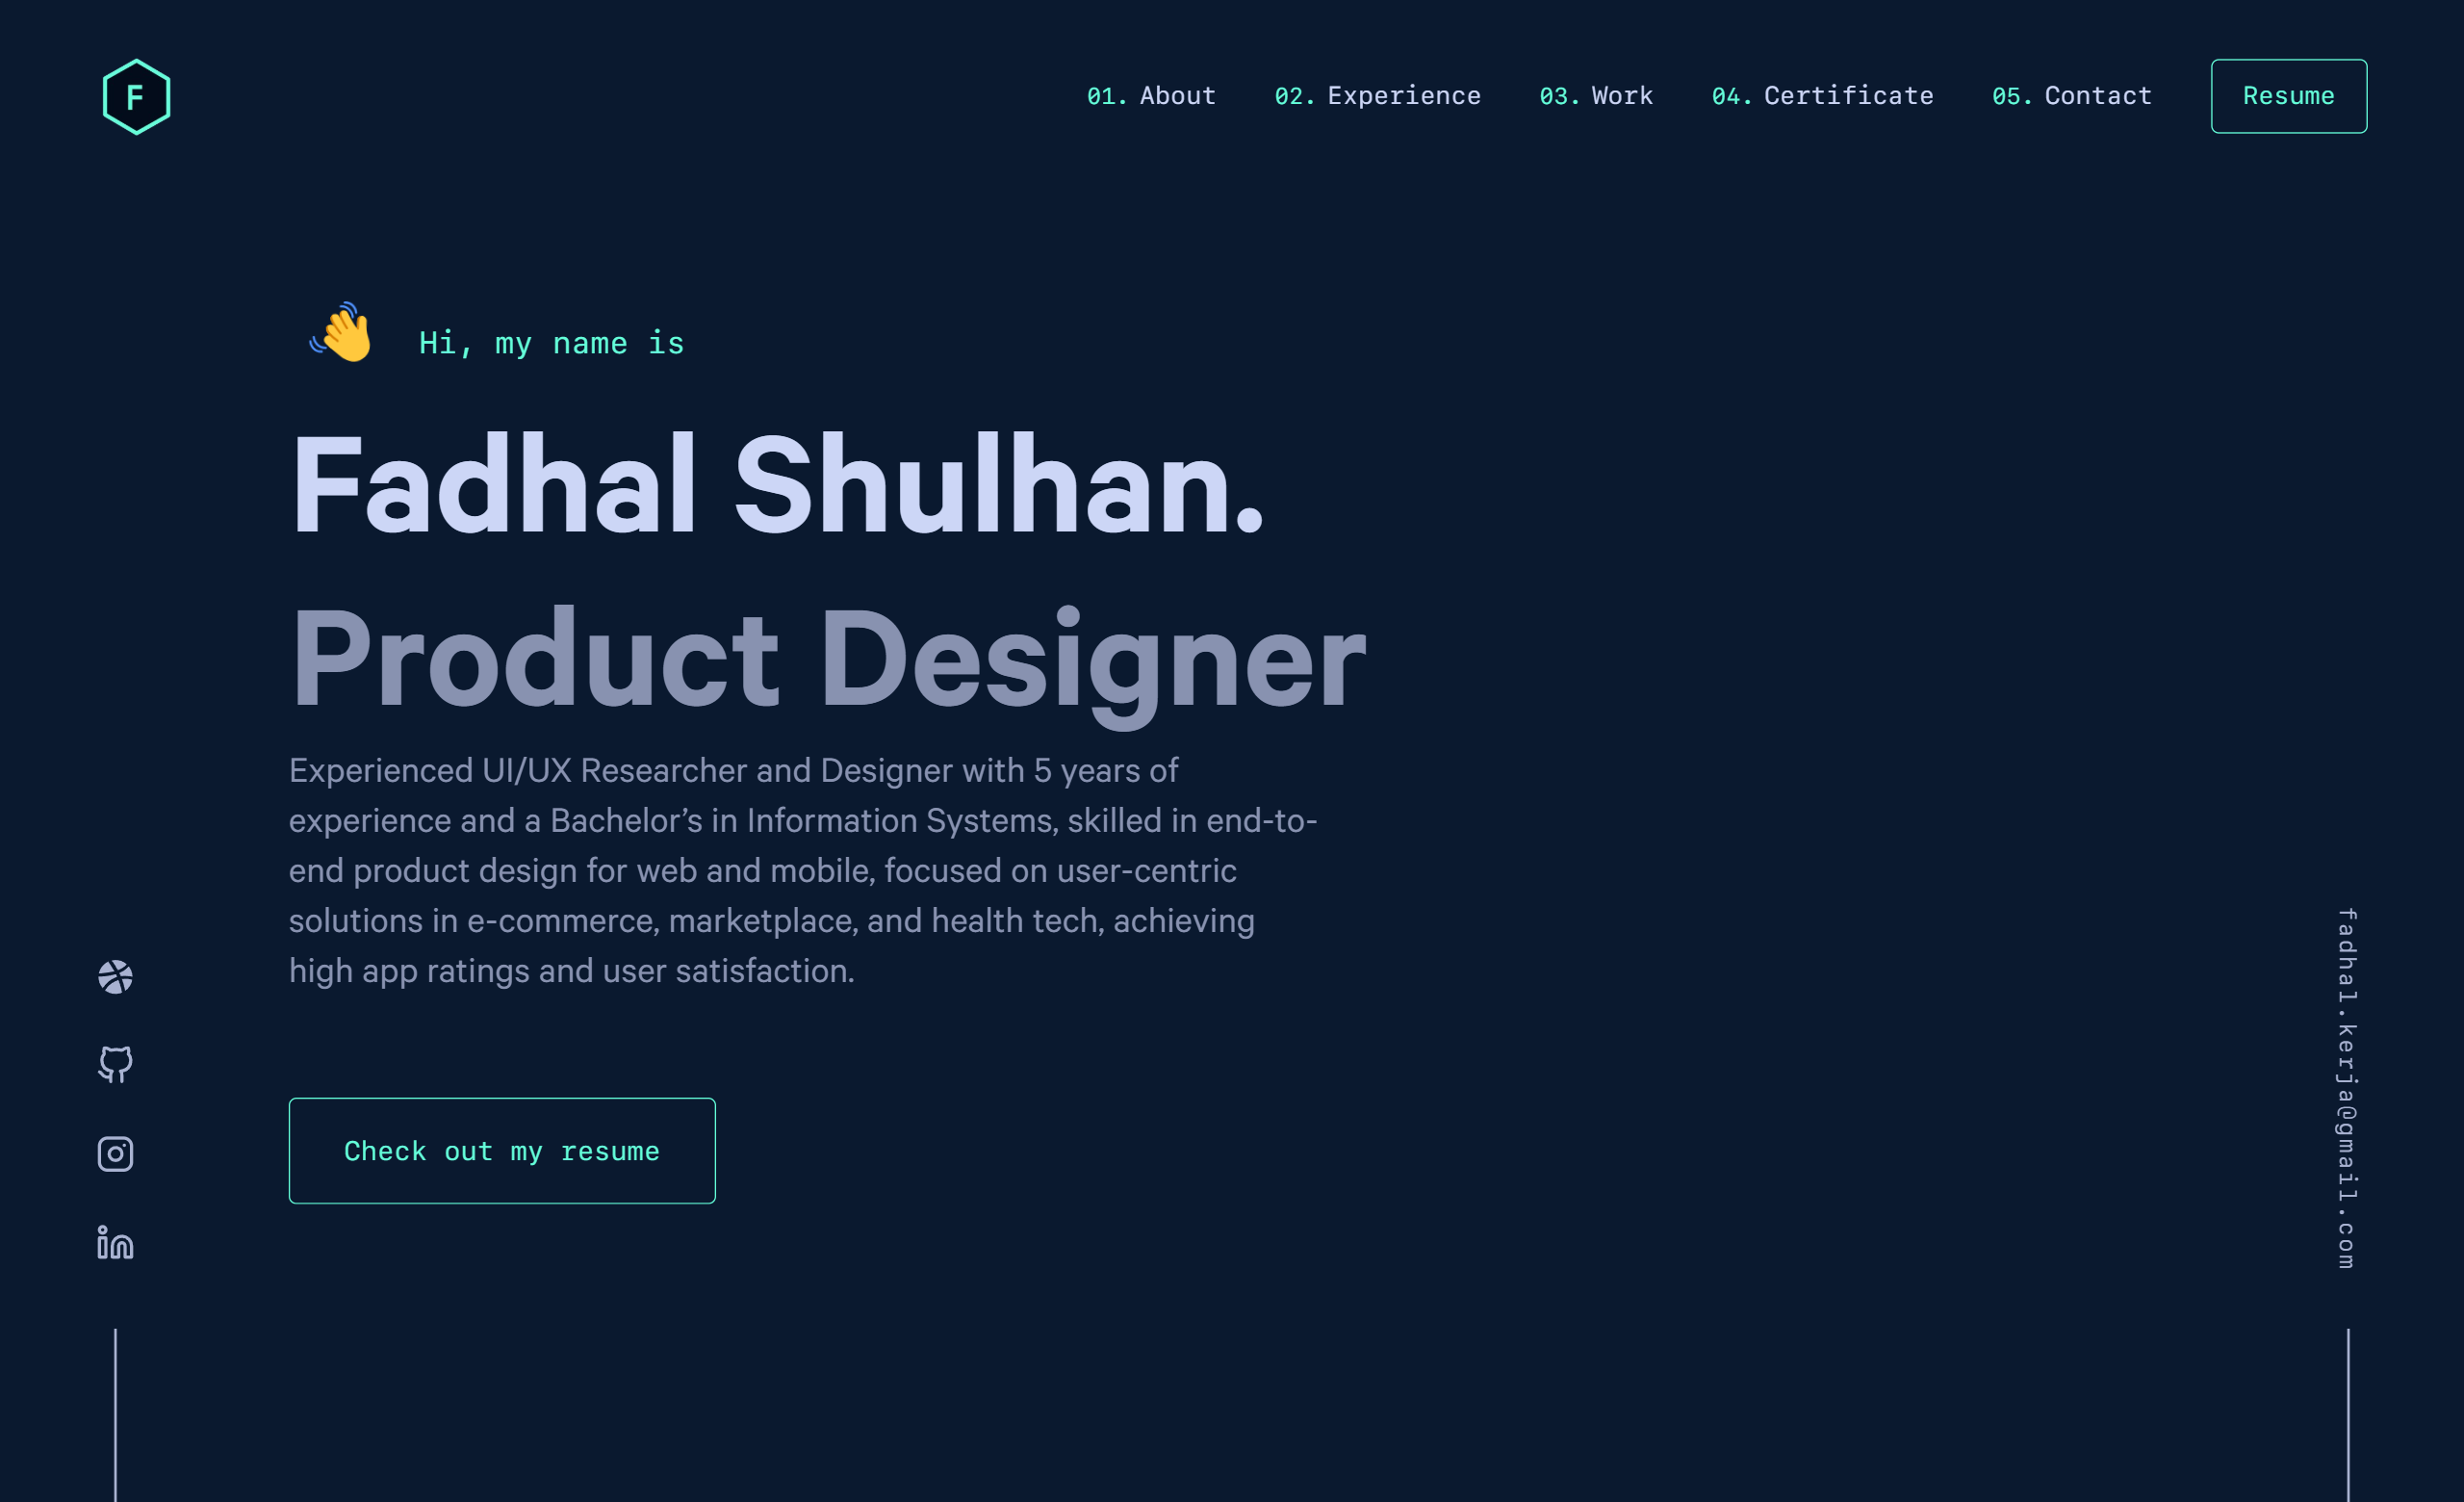 F
01. About 02. Experience 03. Work 04. Certificate 05. Contact Resume
Hi, my name is
Fadhal Shulhan.
Product Designer
Experienced UI/UX Researcher and Designer with 5 years of
experience and a Bachelor’s in Information Systems, skilled in end-to-
end product design for web and mobile, focused on user-centric
solutions in e-commerce, marketplace, and health tech, achieving
high app ratings and user satisfaction.
Check out my resume
in
fadhal.kerja@gmail.com